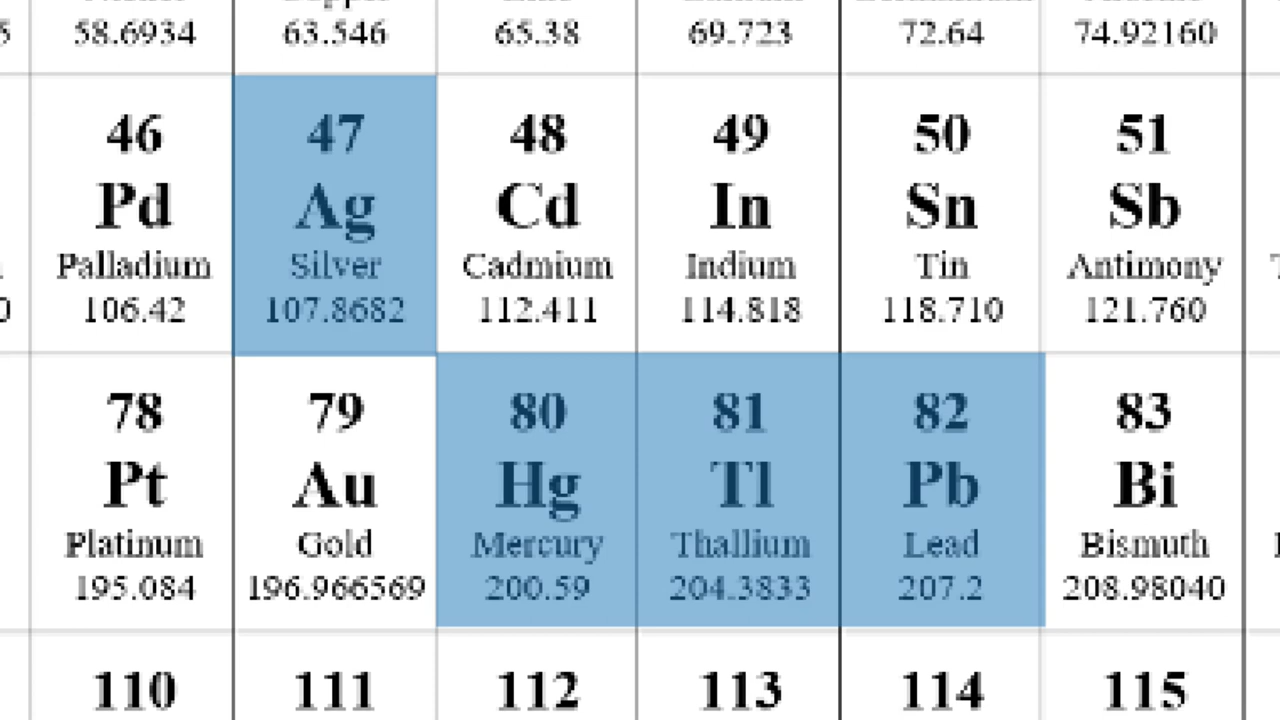 58.6934 63.546 65.38 69.723 72.64 74.92160
46 47 48 49 50 51
Pd Ag Cd In Sn Sb
Palladium Silver Cadmium Indium Tin Antimony
106.42 107.8682 112.411 114.818 118.710 121.760
78 79 80 81 82 83
Pt Au Hg Tl Pb Bi
Platinum Gold Mercury Thallium Lead Bismuth
195.084 196.966569 200.59 204.3833 207.2 208.98040
110 111 112 113 114 115